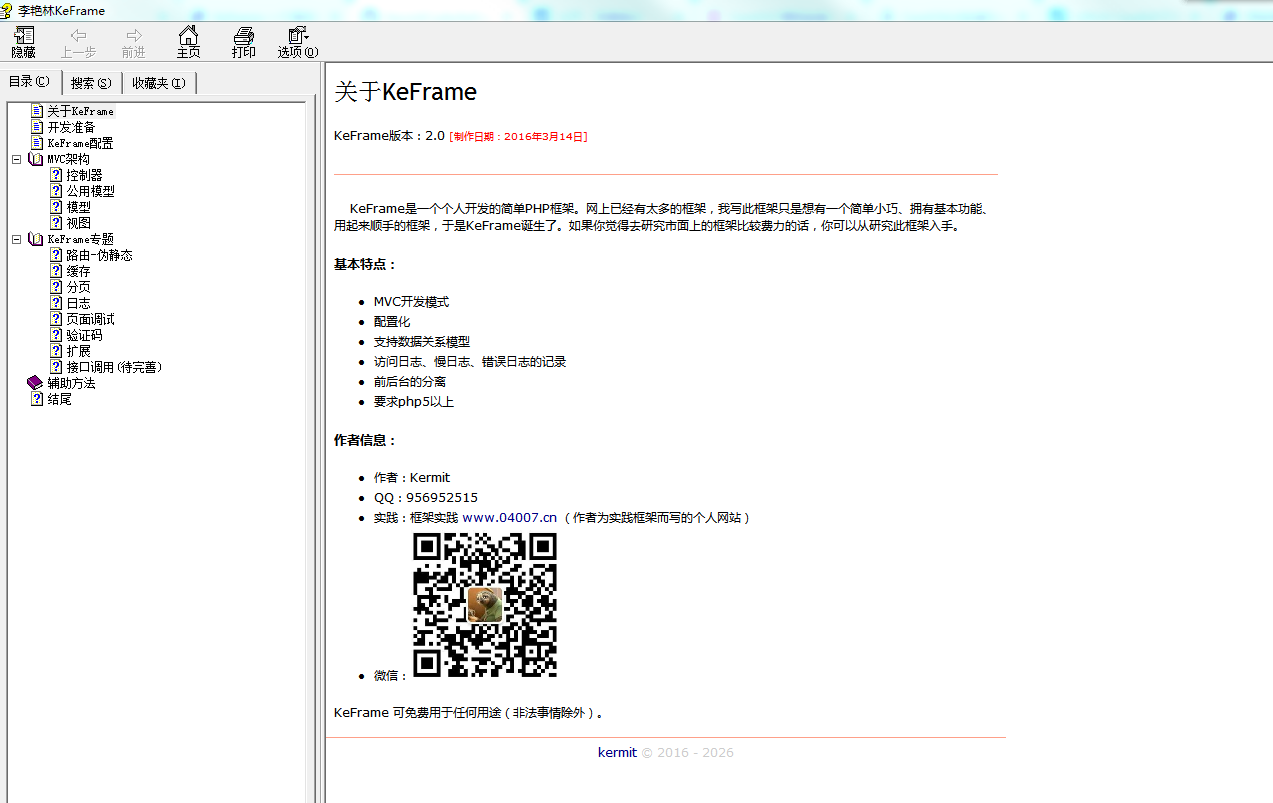 李艳林KeFrame
隐藏 上一步 前进 主页 打印 选项(O)
目录(C) 搜索(S) 收藏夹(I)
关于KeFrame
开发准备
KeFrame配置
MVC架构
控制器
公用模型
模型
视图
KeFrame专题
路由-伪静态
缓存
分页
日志
页面调试
验证码
扩展
接口调用(待完善)
辅助方法
结尾
关于KeFrame
KeFrame版本：2.0 [制作日期：2016年3月14日]
KeFrame是一个个人开发的简单PHP框架。网上已经有太多的框架，我写此框架只是想有一个简单小巧、拥有基本功能、
用起来顺手的框架，于是KeFrame诞生了。如果你觉得去研究市面上的框架比较费力的话，你可以从研究此框架入手。
基本特点：
MVC开发模式
配置化
支持数据关系模型
访问日志、慢日志、错误日志的记录
前后台的分离
要求php5以上
作者信息：
作者：Kermit
QQ：956952515
实践：框架实践 www.04007.cn （作者为实践框架而写的个人网站）
微信：
KeFrame 可免费用于任何用途（非法事情除外）。
kermit © 2016 - 2026